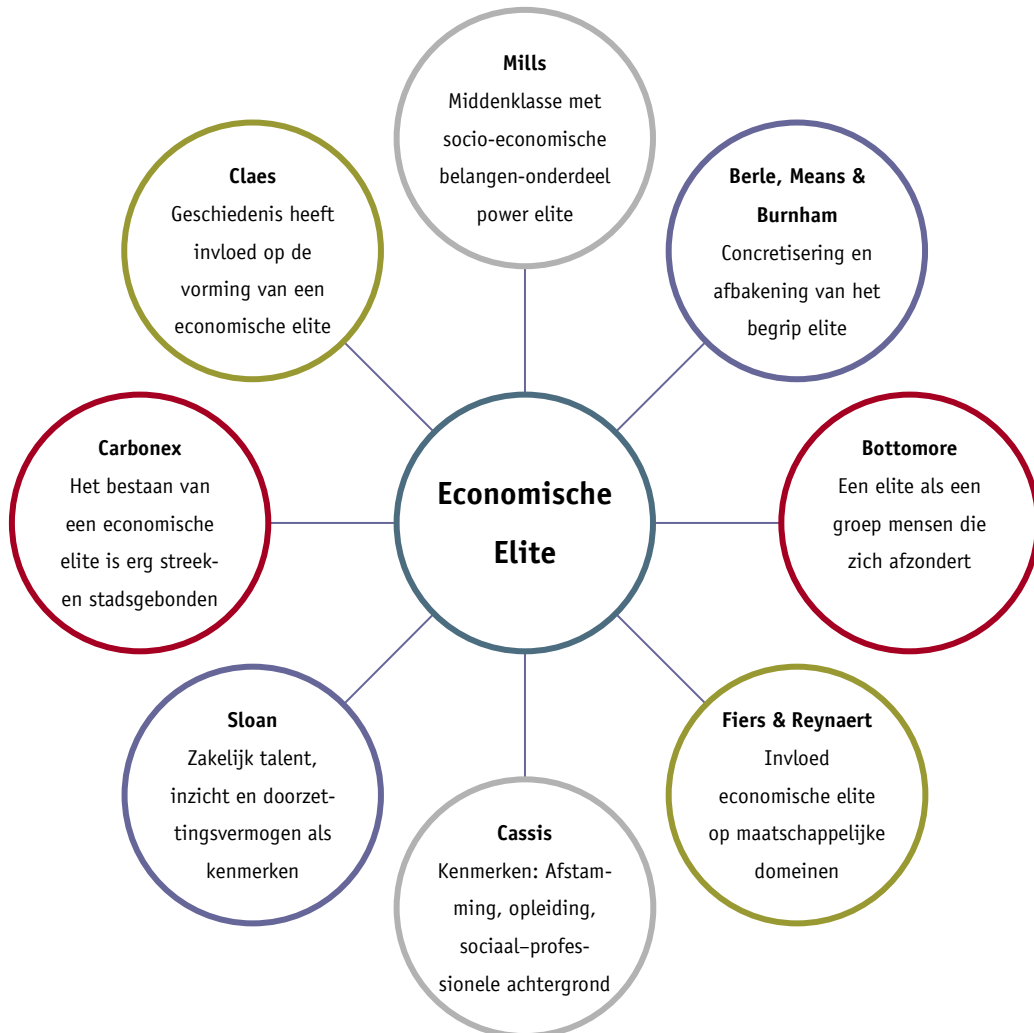 Mills
Middenklasse met
socio-economische
belangen-onderdeel
power elite
Berle, Means &
Burnham
Concretisering en
afbakening van het
begrip elite
Bottomore
Een elite als een
groep mensen die
zich afzondert
Fiers & Reynaert
Invloed
economische elite
op maatschappelijke
domeinen
Cassis
Kenmerken: Afstam-
ming, opleiding,
sociaal–profes-
sionele achtergrond
Sloan
Zakelijk talent,
inzicht en doorzet-
tingsvermogen als
kenmerken
Carbonex
Het bestaan van
een economische
elite is erg streek-
en stadsgebonden
Claes
Geschiedenis heeft
invloed op de
vorming van een
economische elite
Economische
Elite